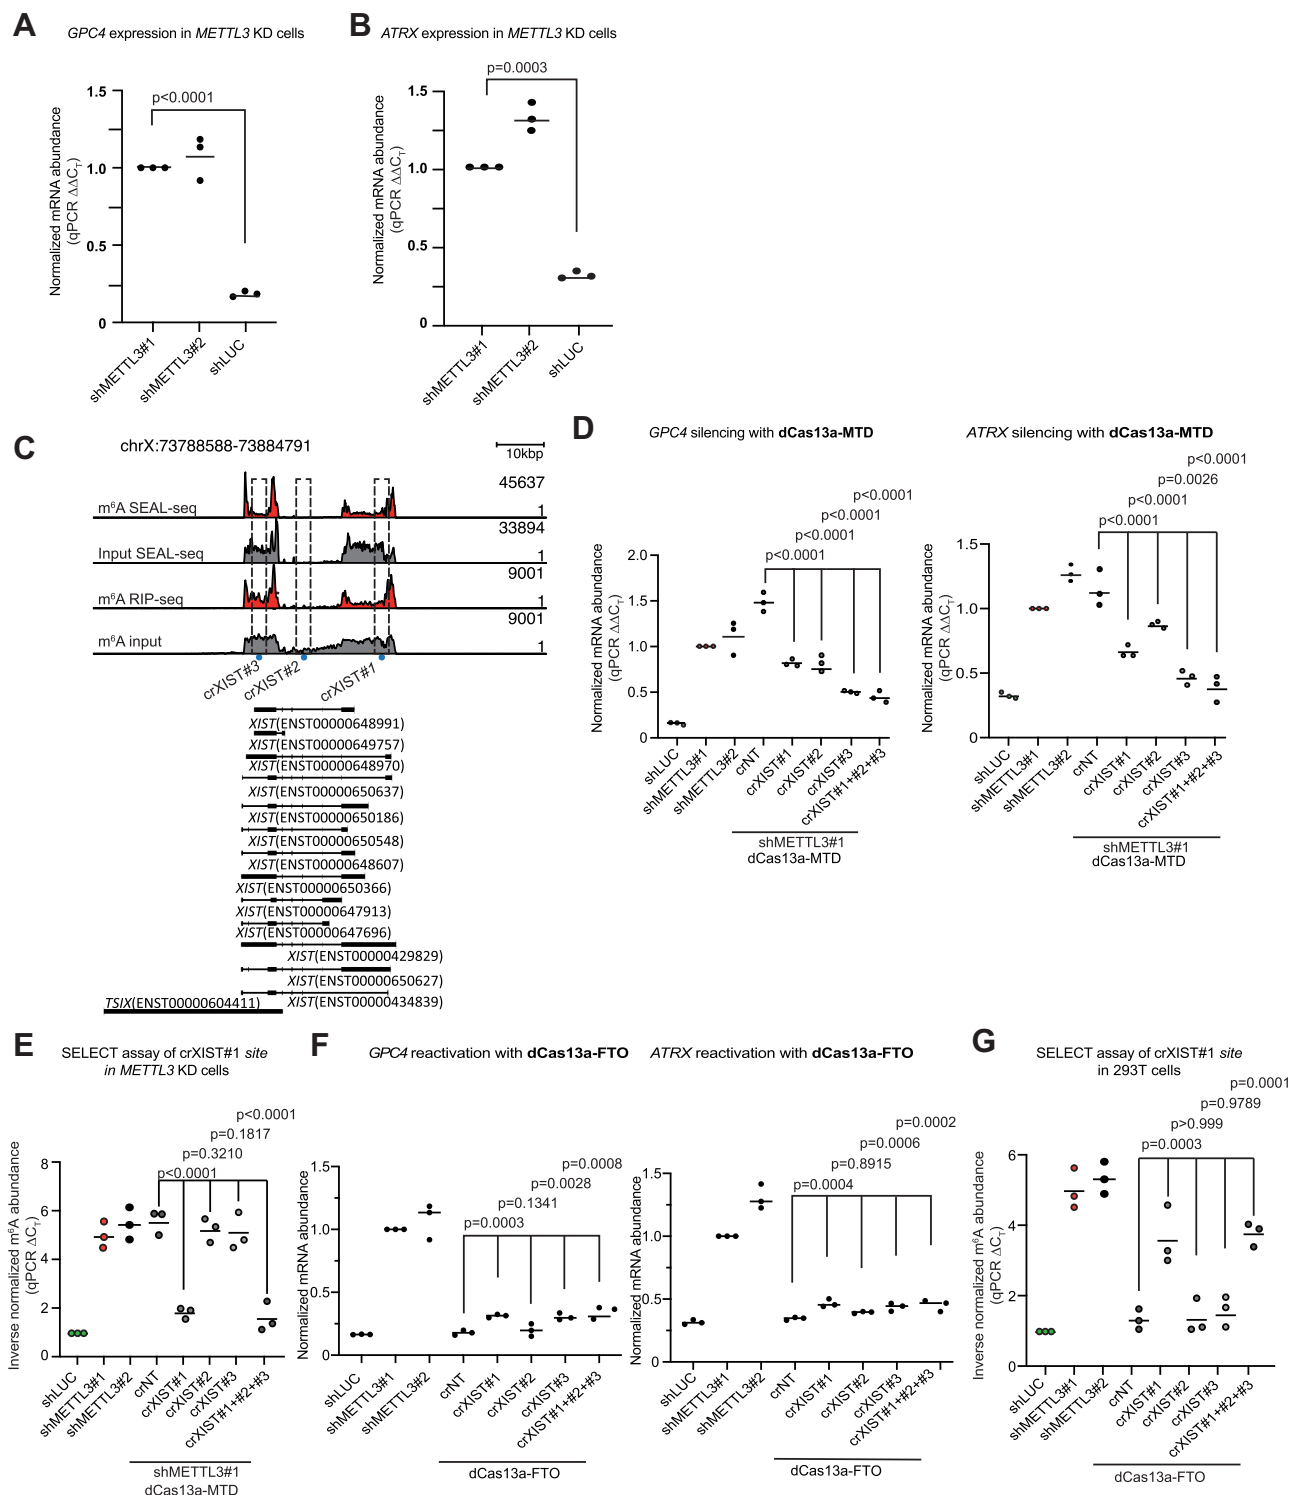 A
GPC4 expression in METTL3 KD cells
Normalized mRNA abundance
(qPCR ΔΔCT)
1.5
1.0
0.5
0
p<0.0001
shMETTL3#1
shMETTL3#2
shLUC
B
ATRX expression in METTL3 KD cells
Normalized mRNA abundance
(qPCR ΔΔCT)
1.5
1.0
0.5
0
p=0.0003
shMETTL3#1
shMETTL3#2
shLUC
C
chrX:73788588-73884791
10kbp
m6A SEAL-seq
45637
1
Input SEAL-seq
33894
1
m6A RIP-seq
9001
1
m6A input
9001
1
crXIST#3
crXIST#2
crXIST#1
XIST(ENST00000648991)
XIST(ENST00000649757)
XIST(ENST00000648970)
XIST(ENST00000650637)
XIST(ENST00000650186)
XIST(ENST00000650548)
XIST(ENST00000648607)
XIST(ENST00000650366)
XIST(ENST00000647913)
XIST(ENST00000647696)
XIST(ENST00000429829)
XIST(ENST00000650627)
TSIX(ENST00000604411)
XIST(ENST00000434839)
D
GPC4 silencing with dCas13a-MTD
p<0.0001
p<0.0001
p<0.0001
p<0.0001
Normalized mRNA abundance
(qPCR ΔΔCT)
2.0
1.5
1.0
0.5
0
shLUC
shMETTL3#1
shMETTL3#2
crNT
crXIST#1
crXIST#2
crXIST#3
crXIST#1+#2+#3
shMETTL3#1
dCas13a-MTD
ATRX silencing with dCas13a-MTD
p<0.0001
p=0.0026
p<0.0001
p<0.0001
Normalized mRNA abundance
(qPCR ΔΔCT)
1.5
1.0
0.5
0
shLUC
shMETTL3#1
shMETTL3#2
crNT
crXIST#1
crXIST#2
crXIST#3
crXIST#1+#2+#3
shMETTL3#1
dCas13a-MTD
E
SELECT assay of crXIST#1 site
in METTL3 KD cells
p<0.0001
p=0.1817
p=0.3210
p<0.0001
Inverse normalized m6A abundance
(qPCR ΔCT)
8
6
4
2
0
shLUC
shMETTL3#1
shMETTL3#2
crNT
crXIST#1
crXIST#2
crXIST#3
crXIST#1+#2+#3
shMETTL3#1
dCas13a-MTD
F
GPC4 reactivation with dCas13a-FTO
p=0.0008
p=0.0028
p=0.1341
p=0.0003
Normalized mRNA abundance
1.5
1.0
0.5
0
shLUC
shMETTL3#1
shMETTL3#2
crNT
crXIST#1
crXIST#2
crXIST#3
crXIST#1+#2+#3
dCas13a-FTO
ATRX reactivation with dCas13a-FTO
p=0.0002
p=0.0006
p=0.8915
p=0.0004
Normalized mRNA abundance
1.5
1.0
0.5
0
shLUC
shMETTL3#1
shMETTL3#2
crNT
crXIST#1
crXIST#2
crXIST#3
crXIST#1+#2+#3
dCas13a-FTO
G
SELECT assay of crXIST#1 site
in 293T cells
p=0.0001
p=0.9789
p>0.999
p=0.0003
Inverse normalized m6A abundance
(qPCR ΔCT)
6
4
2
0
shLUC
shMETTL3#1
shMETTL3#2
crNT
crXIST#1
crXIST#2
crXIST#3
crXIST#1+#2+#3
dCas13a-FTO